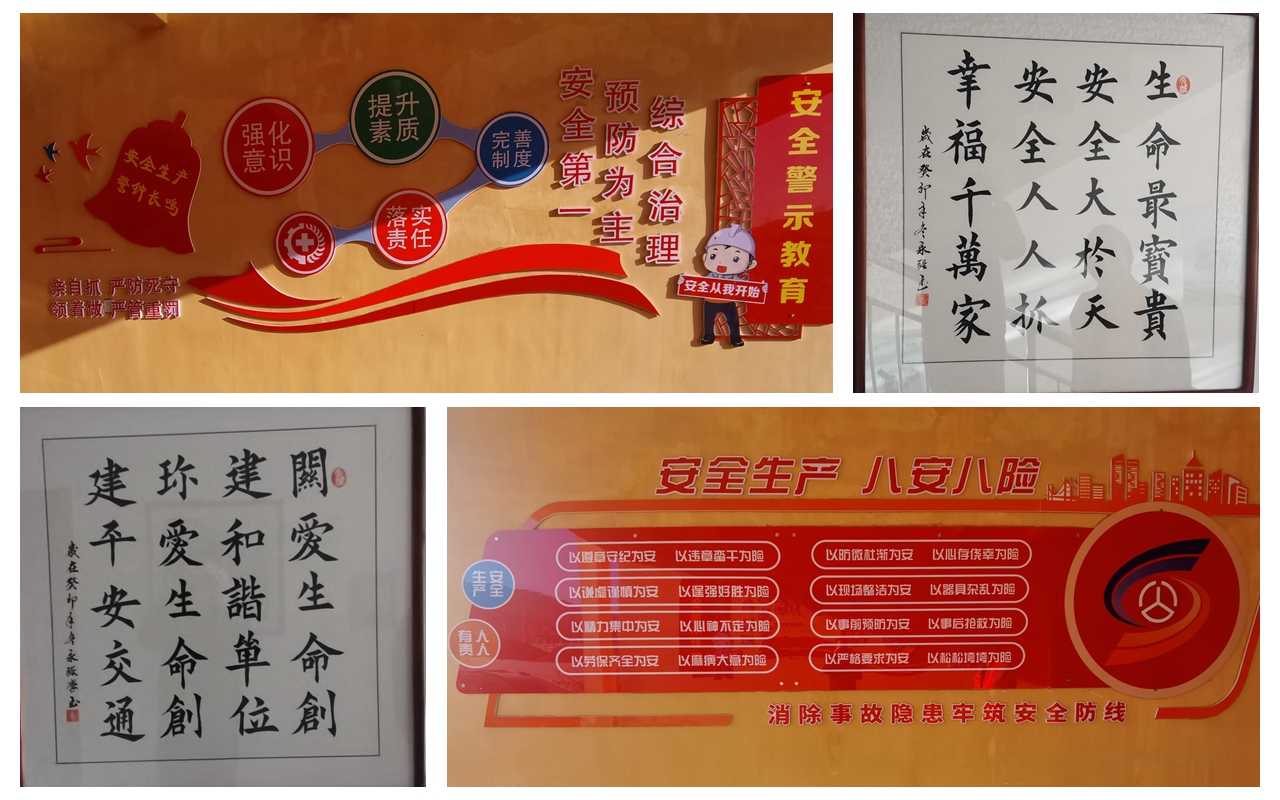 安全生产
警钟长鸣
亲自抓 严防死守
领着做 严管重罚
强化
意识
提升
素质
完善
制度
落实
责任
安全第一
预防为主
综合治理
安全从我开始
安全警示教育
生命最寳貴
安全大於天
安全人人抓
幸福千萬家
歲在癸卯年冬永强書
關愛生命創
建和諧單位
珎愛生命創
建平安交通
歲在癸卯年冬永強書
安全生产 八安八险
安全
生产
有人
责人
以遵章守纪为安 以违章蛮干为险
以谦虚谨慎为安 以逞强好胜为险
以精力集中为安 以心神不定为险
以劳保齐全为安 以麻痹大意为险
以防微杜渐为安 以心存侥幸为险
以现场整洁为安 以器具杂乱为险
以事前预防为安 以事后抢救为险
以严格要求为安 以松松垮垮为险
消除事故隐患牢筑安全防线